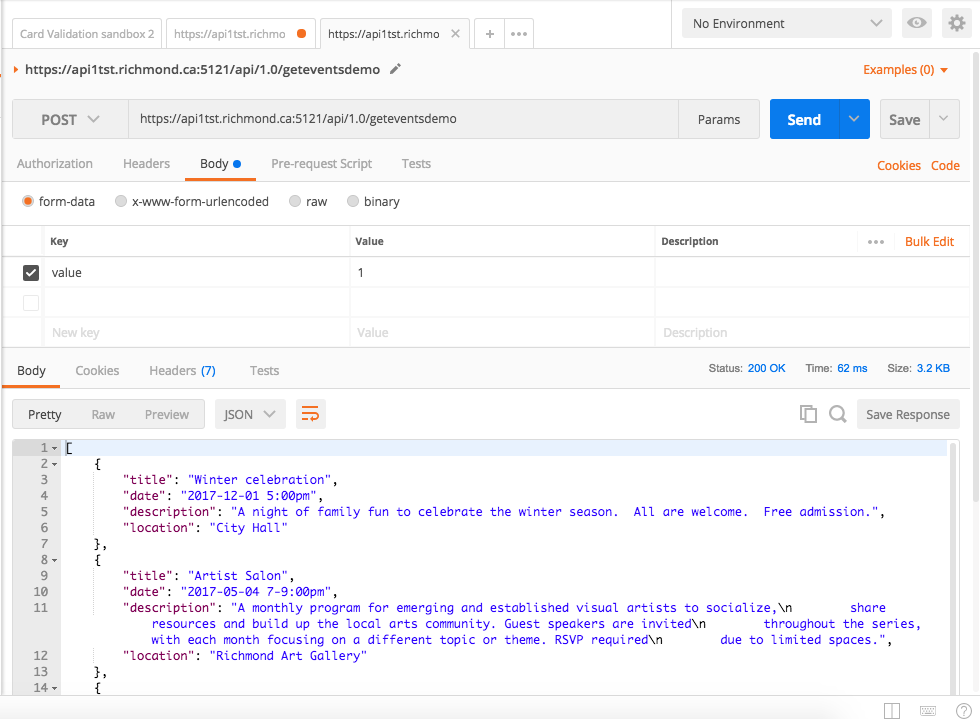 Card Validation sandbox 2
https://api1tst.richmo
https://api1tst.richmo
No Environment
https://api1tst.richmond.ca:5121/api/1.0/geteventsdemo
Examples (0)
POST
https://api1tst.richmond.ca:5121/api/1.0/geteventsdemo
Params
Send
Save
Authorization
Headers
Body
Pre-request Script
Tests
Cookies
Code
form-data
x-www-form-urlencoded
raw
binary
Key
Value
Description
Bulk Edit
value
1
New key
Value
Description
Body
Cookies
Headers (7)
Tests
Status: 200 OK
Time: 62 ms
Size: 3.2 KB
Pretty
Raw
Preview
JSON
Save Response
1 [
2 {
3 "title": "Winter celebration",
4 "date": "2017-12-01 5:00pm",
5 "description": "A night of family fun to celebrate the winter season.  All are welcome.  Free admission.",
6 "location": "City Hall"
7 },
8 {
9 "title": "Artist Salon",
10 "date": "2017-05-04 7-9:00pm",
11 "description": "A monthly program for emerging and established visual artists to socialize,\n        share
resources and build up the local arts community. Guest speakers are invited\n        throughout the series,
with each month focusing on a different topic or theme. RSVP required\n        due to limited spaces.",
12 "location": "Richmond Art Gallery"
13 },
14 {